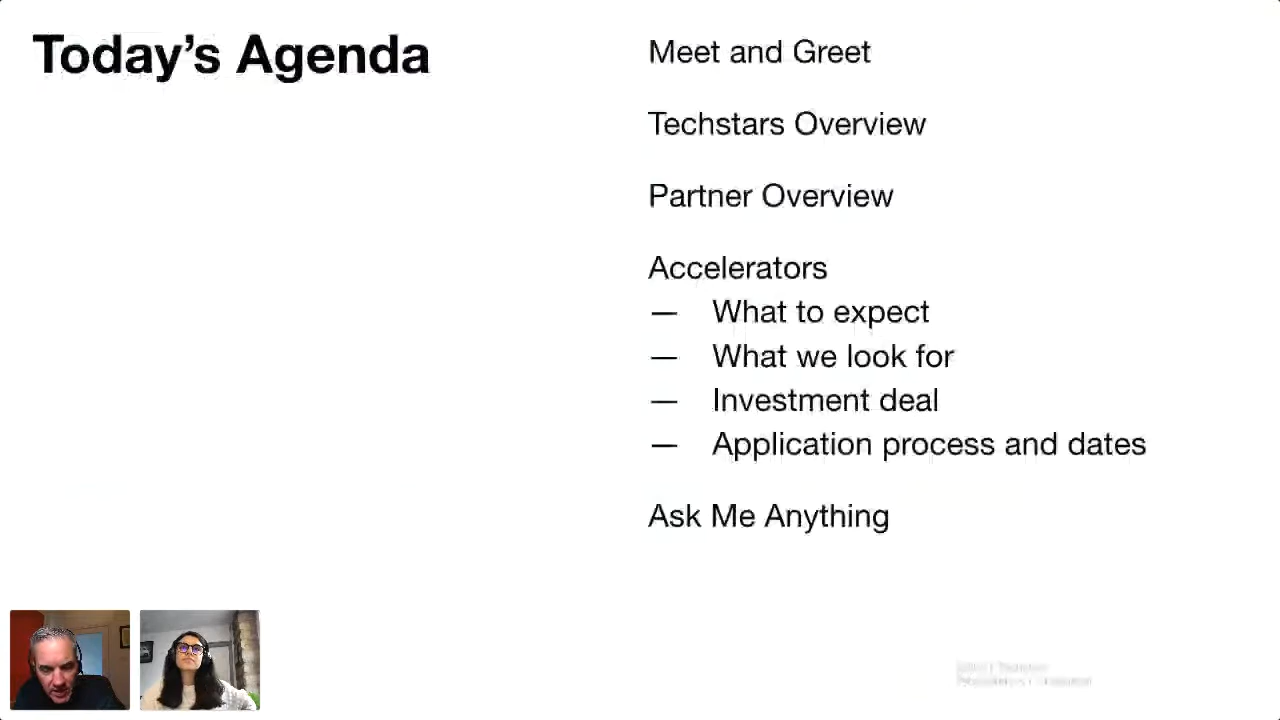 Today’s Agenda
Meet and Greet
Techstars Overview
Partner Overview
Accelerators
— What to expect
— What we look for
— Investment deal
— Application process and dates
Ask Me Anything